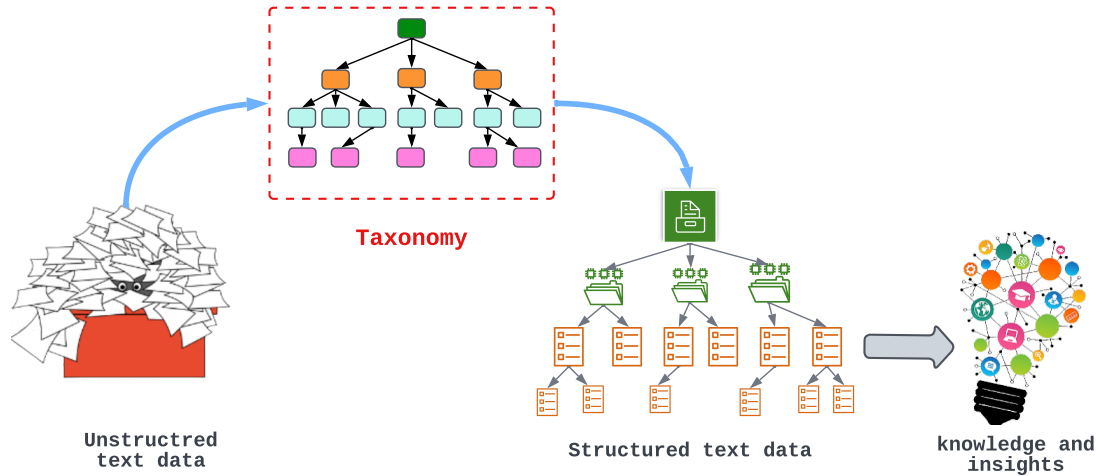 Taxonomy
Unstructred
text data
Structured text data
knowledge and
insights